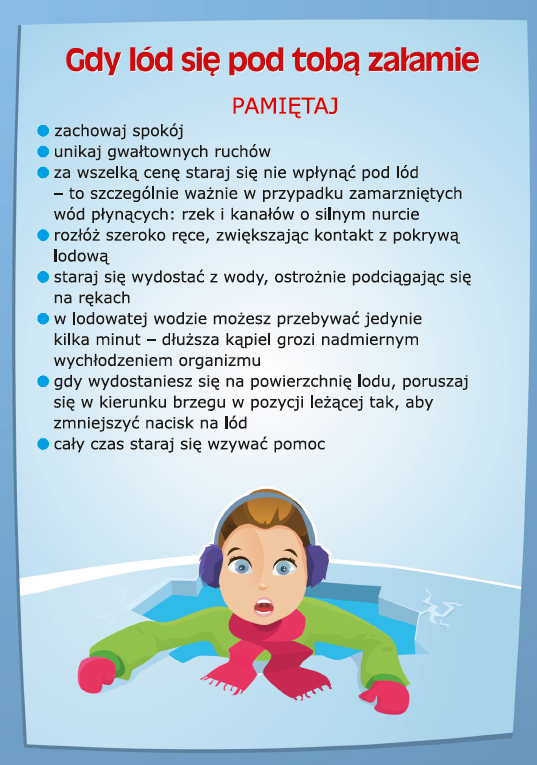 Gdy lód się pod tobą załamie
PAMIĘTAJ
● zachowaj spokój
● unikaj gwałtownych ruchów
● za wszelką cenę staraj się nie wpłynąć pod lód
– to szczególnie ważnie w przypadku zamarzniętych
wód płynących: rzek i kanałów o silnym nurcie
● rozłóż szeroko ręce, zwiększając kontakt z pokrywą
lodową
● staraj się wydostać z wody, ostrożnie podciągając się
na rękach
● w lodowatej wodzie możesz przebywać jedynie
kilka minut – dłuższa kąpiel grozi nadmiernym
wychłodzeniem organizmu
● gdy wydostaniesz się na powierzchnię lodu, poruszaj
się w kierunku brzegu w pozycji leżącej tak, aby
zmniejszyć nacisk na lód
● cały czas staraj się wzywać pomoc